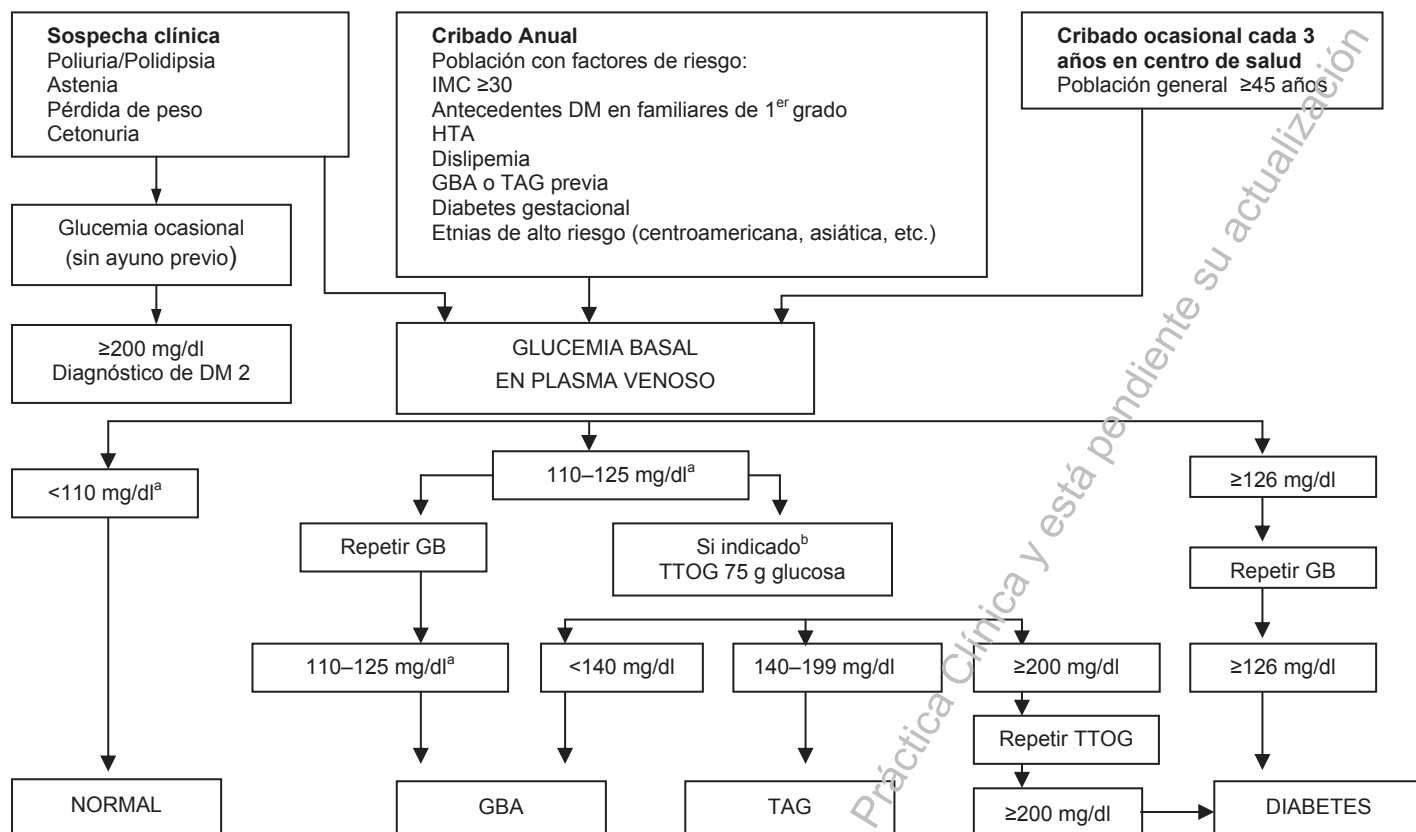 Sospecha clínica
Poliuria/Polidipsia
Astenia
Pérdida de peso
Cetonuria
Cribado Anual
Población con factores de riesgo:
IMC ≥30
Antecedentes DM en familiares de 1er grado
HTA
Dislipemia
GBA o TAG previa
Diabetes gestacional
Etnias de alto riesgo (centroamericana, asiática, etc.)
Cribado ocasional cada 3
años en centro de salud
Población general ≥45 años
Glucemia ocasional
(sin ayuno previo)
≥200 mg/dl
Diagnóstico de DM 2
GLUCEMIA BASAL
EN PLASMA VENOSO
<110 mg/dla
110–125 mg/dla
≥126 mg/dl
Repetir GB
Si indicadob
TTOG 75 g glucosa
Repetir GB
110–125 mg/dla
<140 mg/dl
140–199 mg/dl
≥200 mg/dl
≥126 mg/dl
Repetir TTOG
NORMAL
GBA
TAG
≥200 mg/dl
DIABETES
Práctica Clínica y está pendiente su actualización